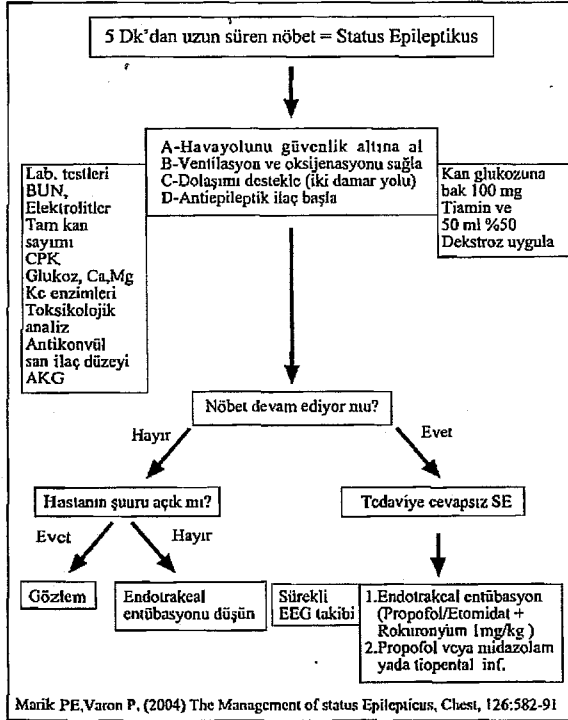 5 Dk'dan uzun süren nöbet = Status Epileptikus
A-Havayolunu güvenlik altına al
B-Ventilasyon ve oksijenasyonu sağla
C-Dolaşımı destekle (iki damar yolu)
D-Antiepileptik ilaç başla
Lab. testleri
BUN,
Elektrolitler
Tam kan
sayımı
CPK
Glukoz, Ca,Mg
Kc enzimleri
Toksikolojik
analiz
Antikonvül
san ilaç düzeyi
AKG
Kan glukozuna
bak 100 mg
Tiamin ve
50 ml %50
Dekstroz uygula
Nöbet devam ediyor mu?
Hayır
Evet
Hastanın şuuru açık mı?
Tedaviye cevapsız SE
Evet
Hayır
Gözlem
Endotrakeal
entübasyonu düşün
Sürekli
EEG takibi
1.Endotrakeal entübasyon
(Propofol/Etomidat +
Rokuronyum 1mg/kg )
2.Propofol veya midazolam
yada tiopental inf.
Marik PE,Varon P, (2004) The Management of status Epilepticus, Chest, 126:582-91